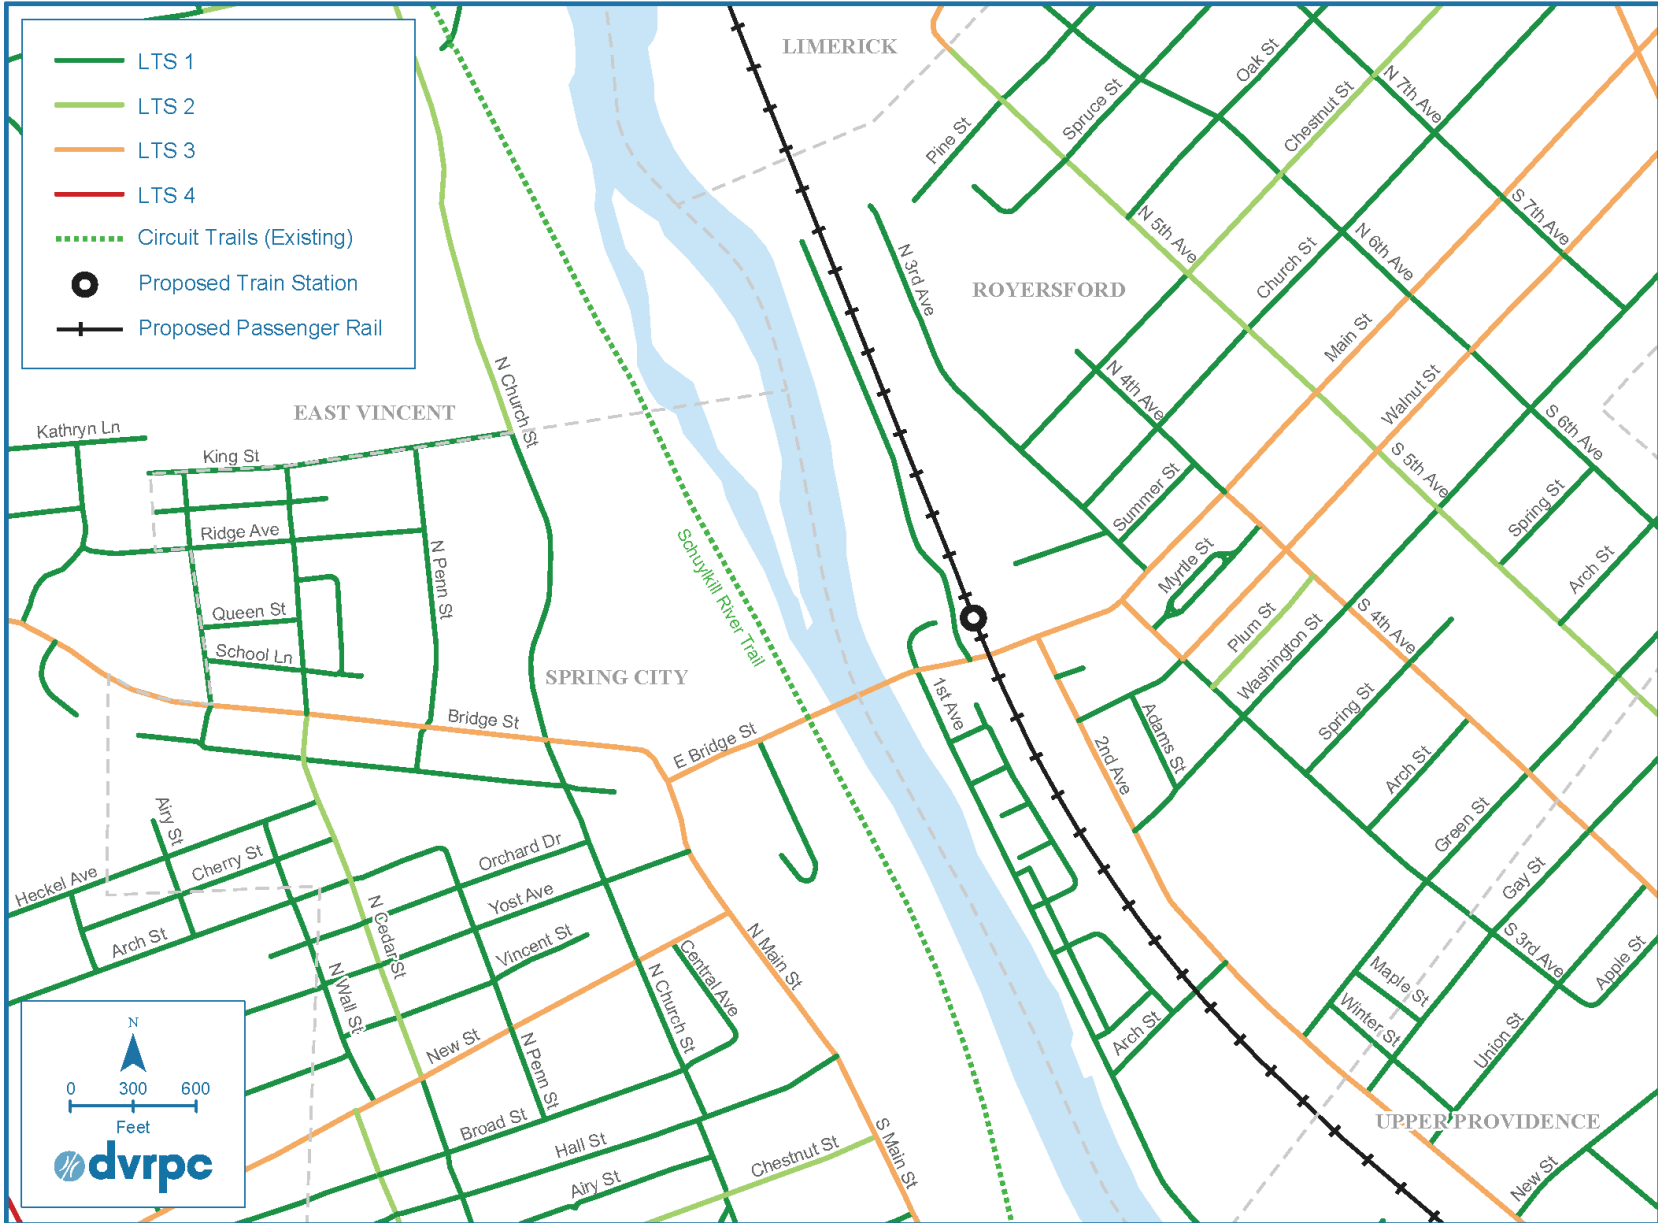 LTS 1
LTS 2
LTS 3
LTS 4
Circuit Trails (Existing)
Proposed Train Station
Proposed Passenger Rail
LIMERICK
Oak St
N 7th Ave
Chestnut St
Spruce St
Pine St
S 7th Ave
N 5th Ave
N 6th Ave
Church St
N 3rd Ave
ROYERSFORD
Main St
Walnut St
N 4th Ave
N Church St
EAST VINCENT
S 6th Ave
Kathryn Ln
King St
S 5th Ave
Summer St
Spring St
Ridge Ave
N Penn St
Schuylkill River Trail
Myrtle St
Arch St
Queen St
Plum St
S 4th Ave
School Ln
Washington St
SPRING CITY
1st Ave
Bridge St
E Bridge St
Adams St
Spring St
2nd Ave
Arch St
Airy St
Green St
Orchard Dr
Cherry St
Heckel Ave
Gay St
Yost Ave
Arch St
N Cedar St
Vincent St
N Main St
S 3rd Ave
Apple St
Central Ave
N Wall St
N Church St
Maple St
Winter St
New St
Arch St
Union St
N Penn St
N
0 300 600
Feet
dvrpc
Broad St
Hall St
Chestnut St
S Main St
Airy St
UPPER PROVIDENCE
New St